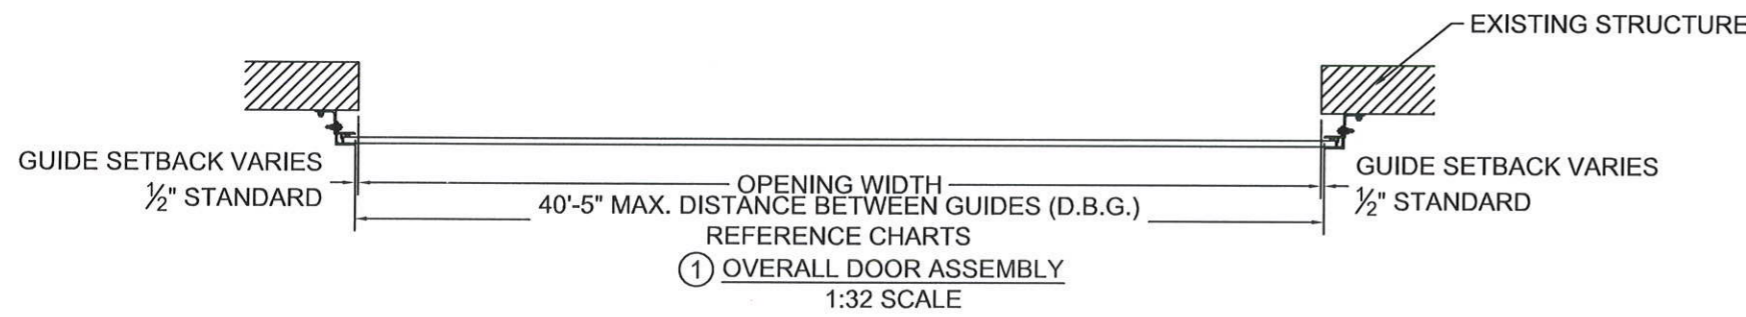 EXISTING STRUCTURE
GUIDE SETBACK VARIES
½" STANDARD
OPENING WIDTH
40'-5" MAX. DISTANCE BETWEEN GUIDES (D.B.G.)
REFERENCE CHARTS
GUIDE SETBACK VARIES
½" STANDARD
1 OVERALL DOOR ASSEMBLY
1:32 SCALE